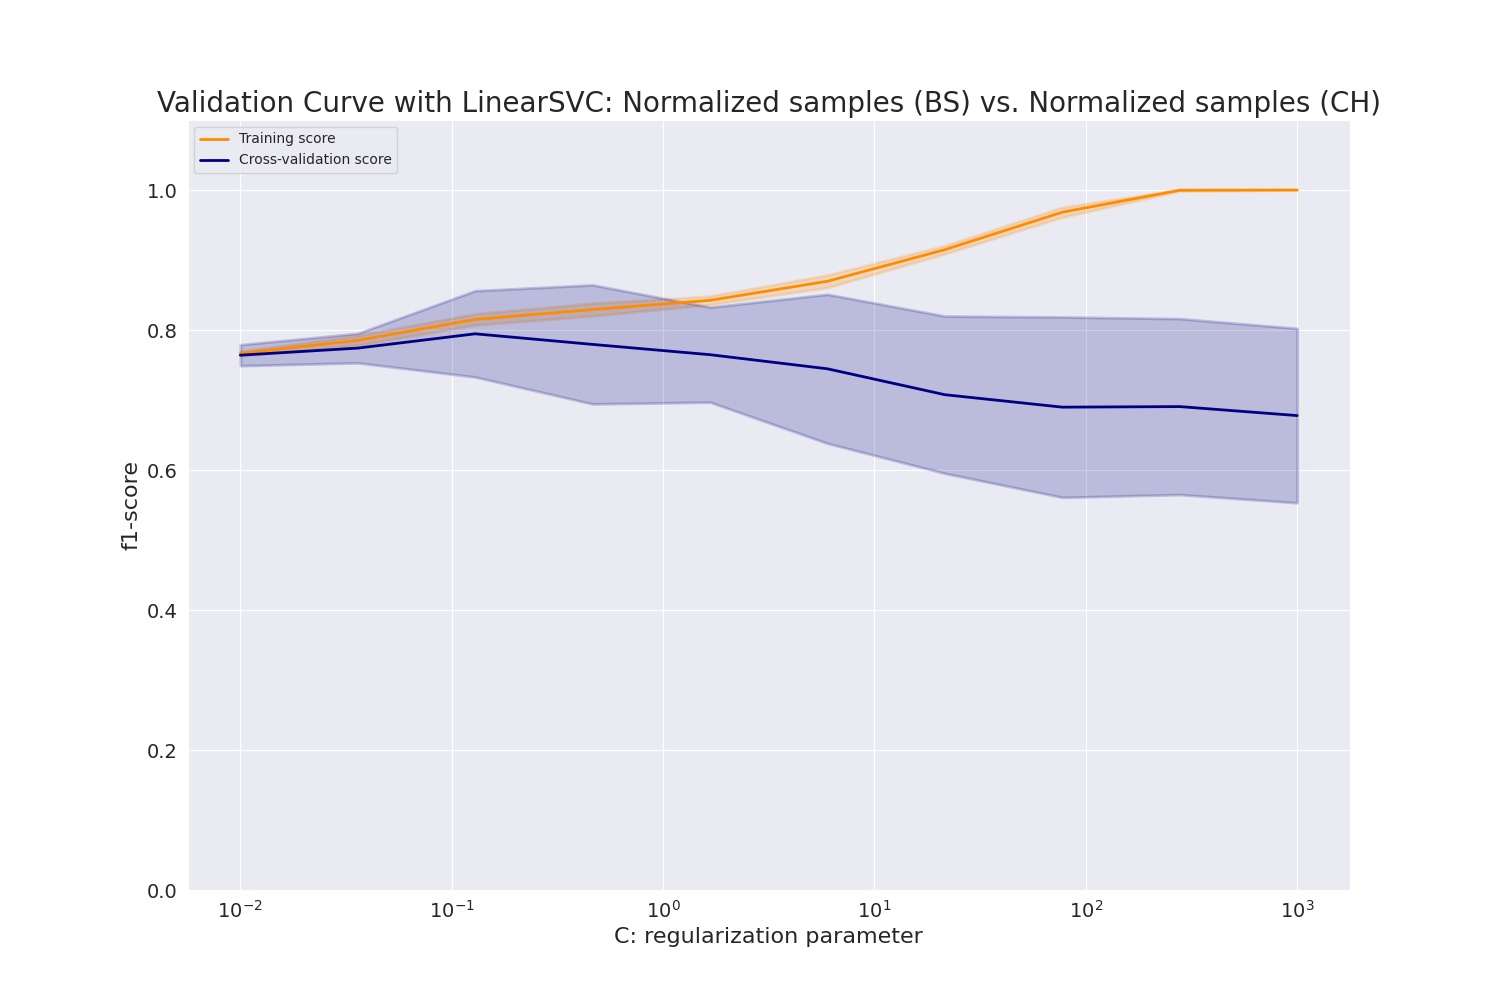 Validation Curve with LinearSVC: Normalized samples (BS) vs. Normalized samples (CH)
Training score
Cross-validation score
1.0
0.8
0.6
0.4
0.2
0.0
f1-score
10⁻² 10⁻¹ 10⁰ 10¹ 10² 10³
C: regularization parameter